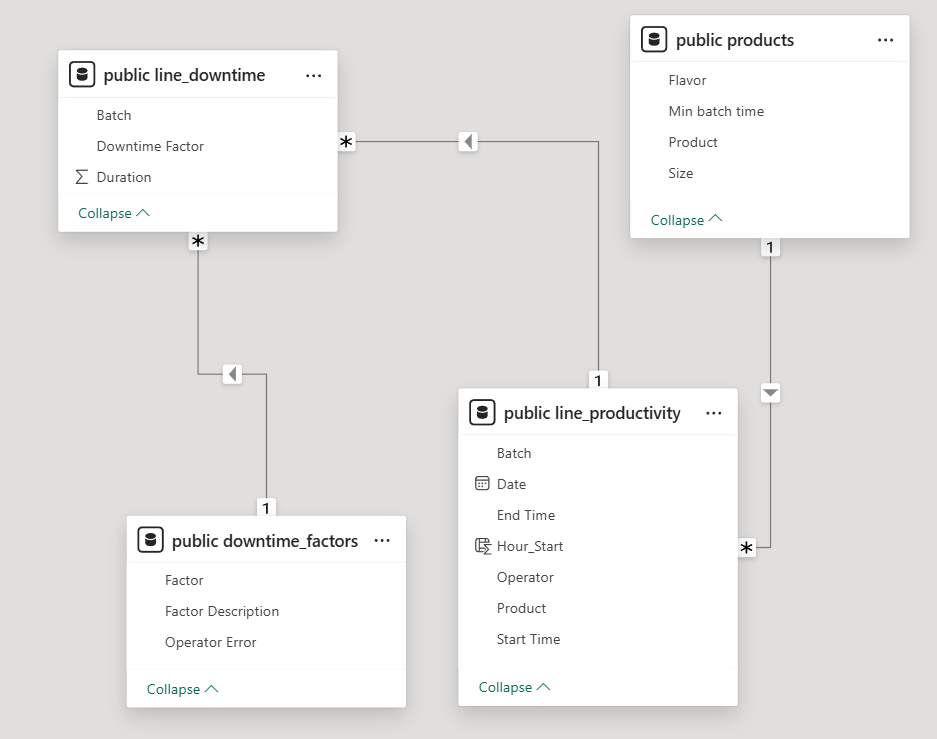 public line_downtime ...
Batch
Downtime Factor
∑ Duration
Collapse
*
*
public products ...
Flavor
Min batch time
Product
Size
Collapse
1
1
public downtime_factors ...
Factor
Factor Description
Operator Error
Collapse
1
public line_productivity ...
Batch
Date
End Time
Hour_Start
Operator
Product
Start Time
Collapse
*